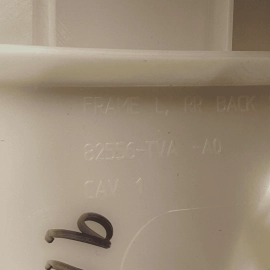 FRAME L, RR BACK
82556-TVA -A0
CAV 1